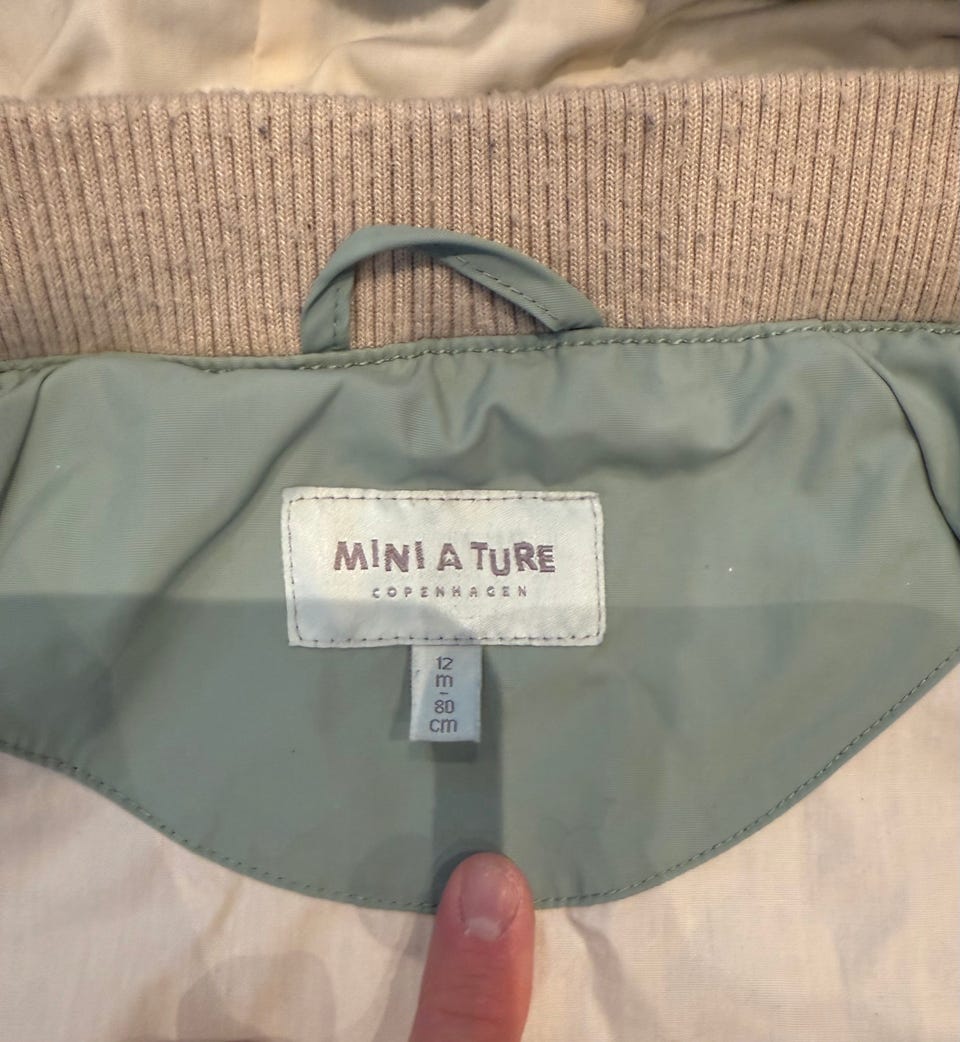 MINI A TURE
COPENHAGEN
12
m
-
80
cm